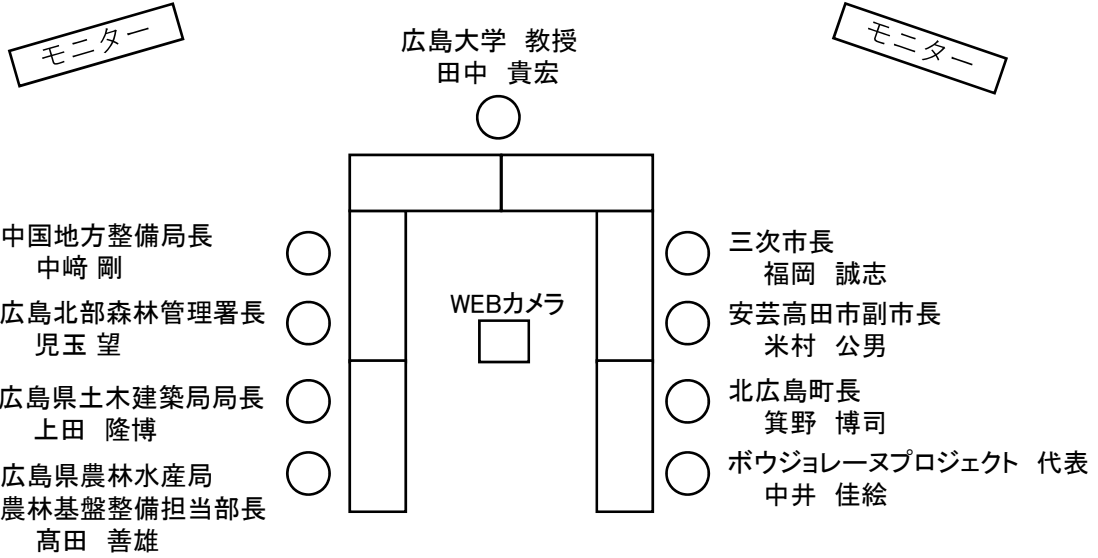 モニター
モニター
広島大学 教授
田中 貴宏
中国地方整備局長
中﨑 剛
広島北部森林管理署長
児玉 望
広島県土木建築局局長
上田 隆博
広島県農林水産局
農林基盤整備担当部長
髙田 善雄
WEBカメラ
三次市長
福岡 誠志
安芸高田市副市長
米村 公男
北広島町長
箕野 博司
ボウジョレーヌプロジェクト 代表
中井 佳絵